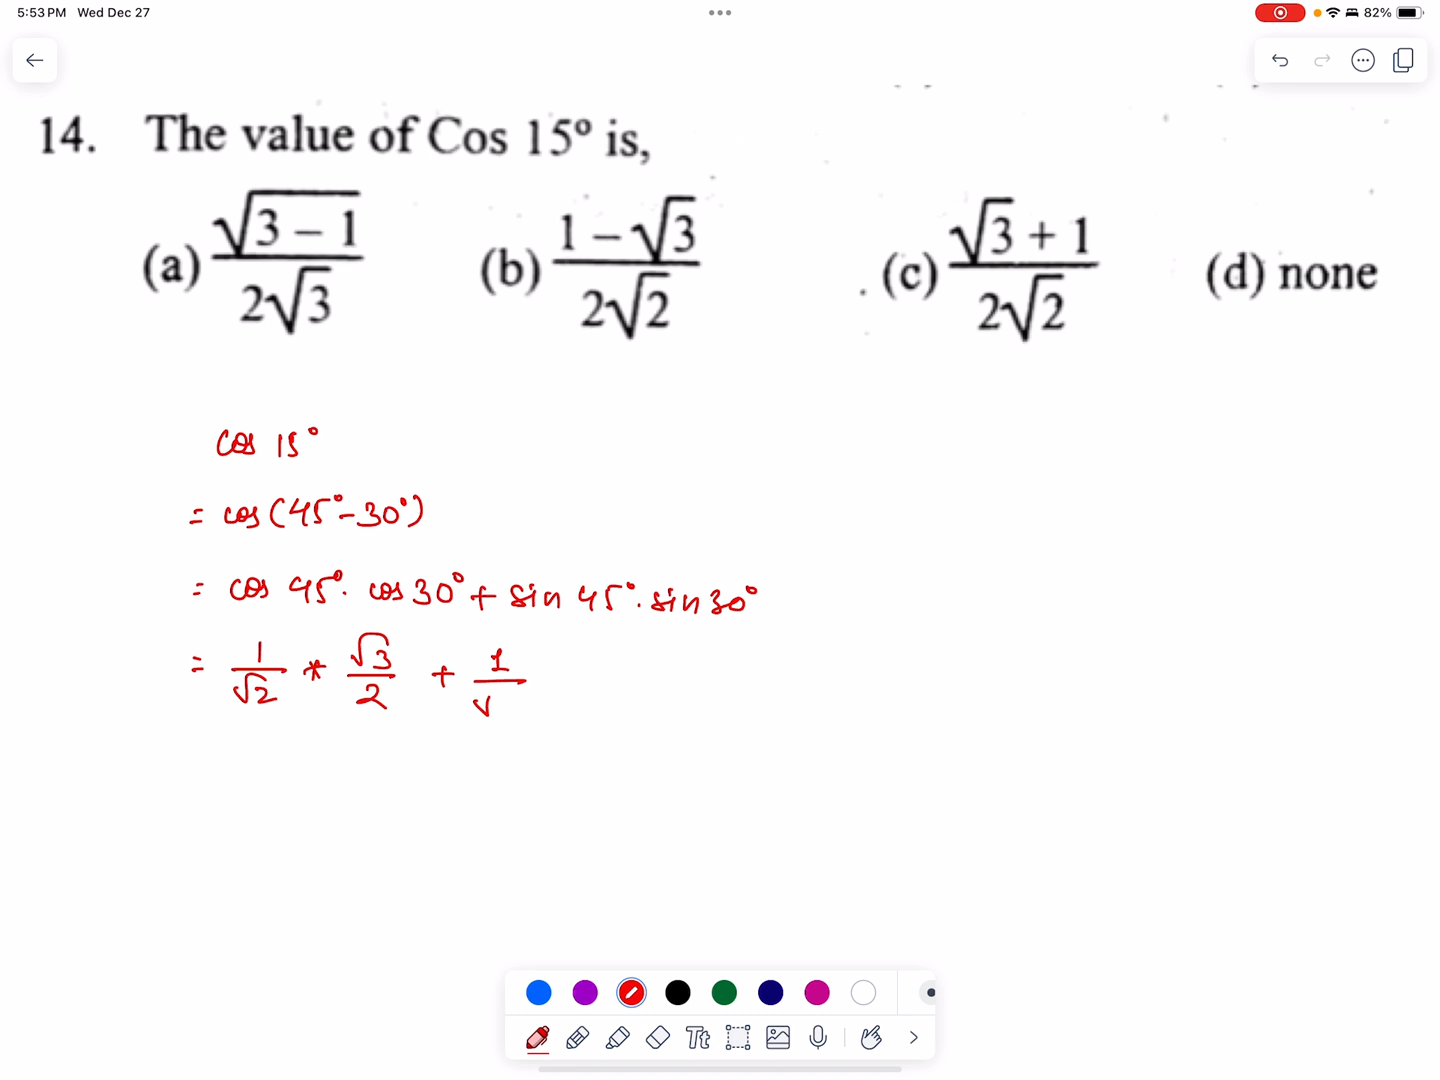 5:53 PM Wed Dec 27
82%
14. The value of Cos 15° is,
(a) √(3 – 1) / 2√3 (b) (1 – √3) / 2√2 (c) (√3 + 1) / 2√2 (d) none
cos 15°
= cos (45° – 30°)
= cos 45° . cos 30° + sin 45° . sin 30°
= 1/√2 * √3/2 + 1/√
Tt